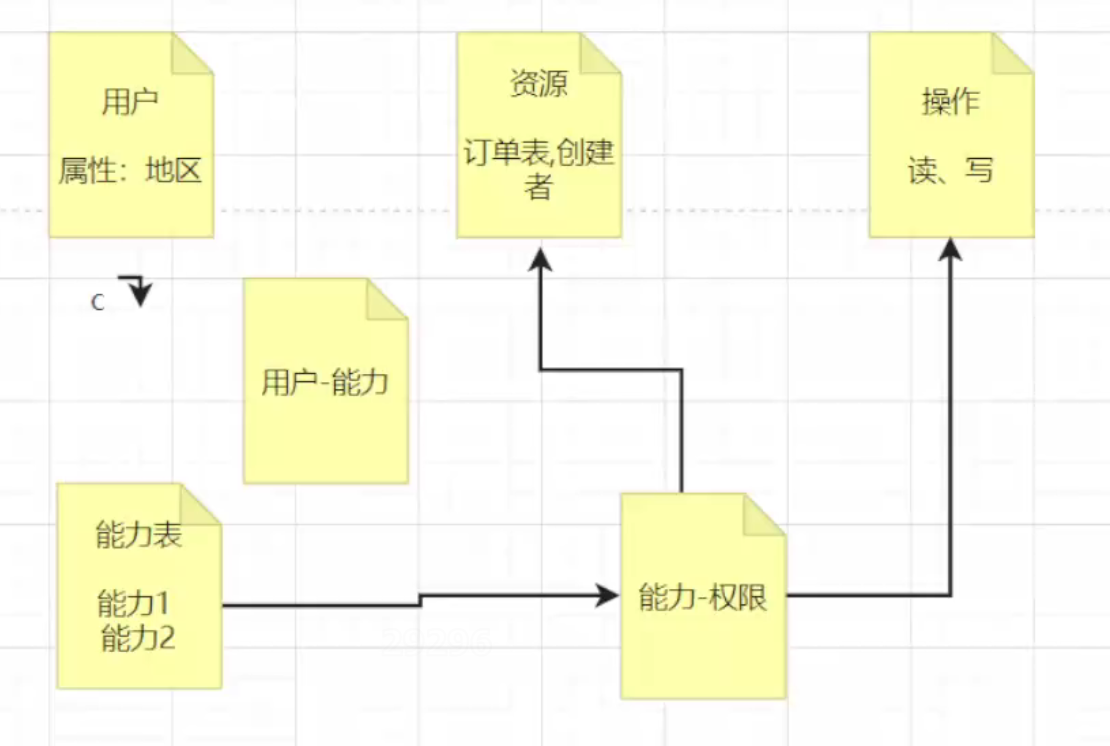 用户
属性：地区
资源
订单表,创建
者
操作
读、写
c
用户-能力
能力表
能力1
能力2
能力-权限